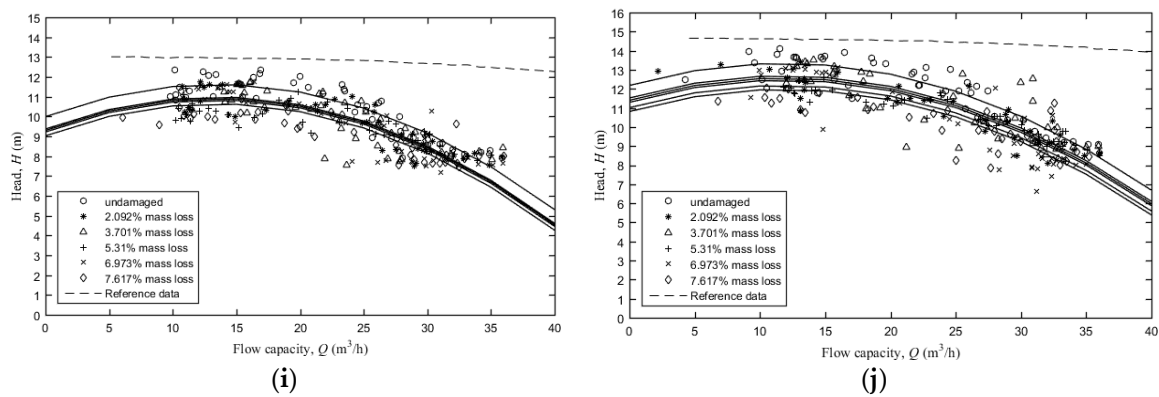 15
14
13
12
11
10
9
8
7
6
5
4
3
2
1
0
Head, H (m)
undamaged
2.092% mass loss
3.701% mass loss
5.31% mass loss
6.973% mass loss
7.617% mass loss
Reference data
0 5 10 15 20 25 30 35 40
Flow capacity, Q (m³/h)
(i)
16
15
14
13
12
11
10
9
8
7
6
5
4
3
2
1
0
Head, H (m)
undamaged
2.092% mass loss
3.701% mass loss
5.31% mass loss
6.973% mass loss
7.617% mass loss
Reference data
0 5 10 15 20 25 30 35 40
Flow capacity, Q (m³/h)
(j)